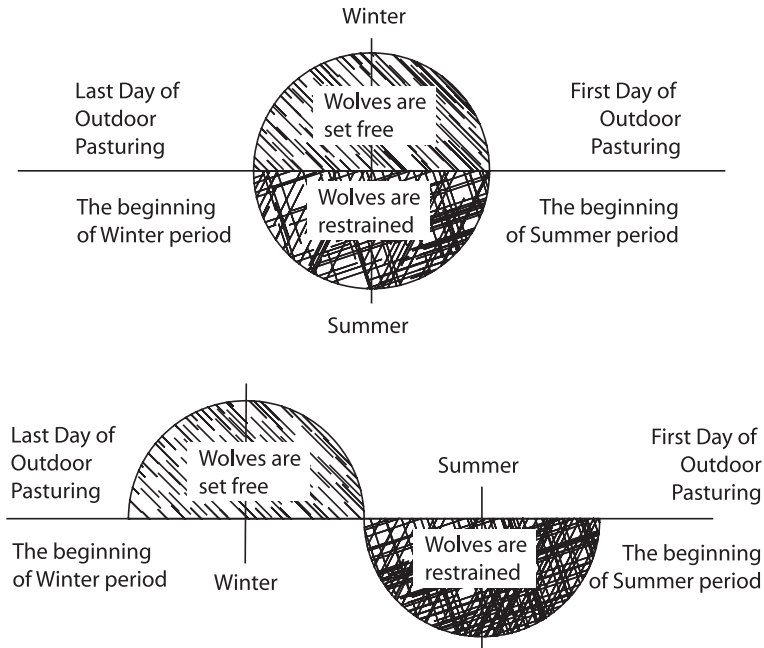 Winter
Last Day of
Outdoor
Pasturing
Wolves are
set free
First Day of
Outdoor
Pasturing
The beginning
of Winter period
Wolves are
restrained
The beginning
of Summer period
Summer
Last Day of
Outdoor
Pasturing
Wolves are
set free
Summer
First Day of
Outdoor
Pasturing
The beginning
of Winter period
Winter
Wolves are
restrained
The beginning
of Summer period